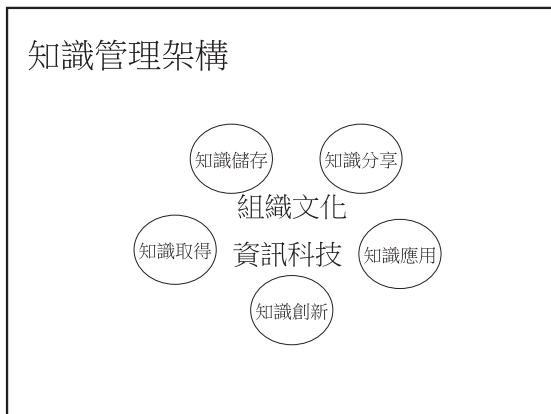 知識管理架構
知識儲存
知識分享
組織文化
知識取得
資訊科技
知識應用
知識創新